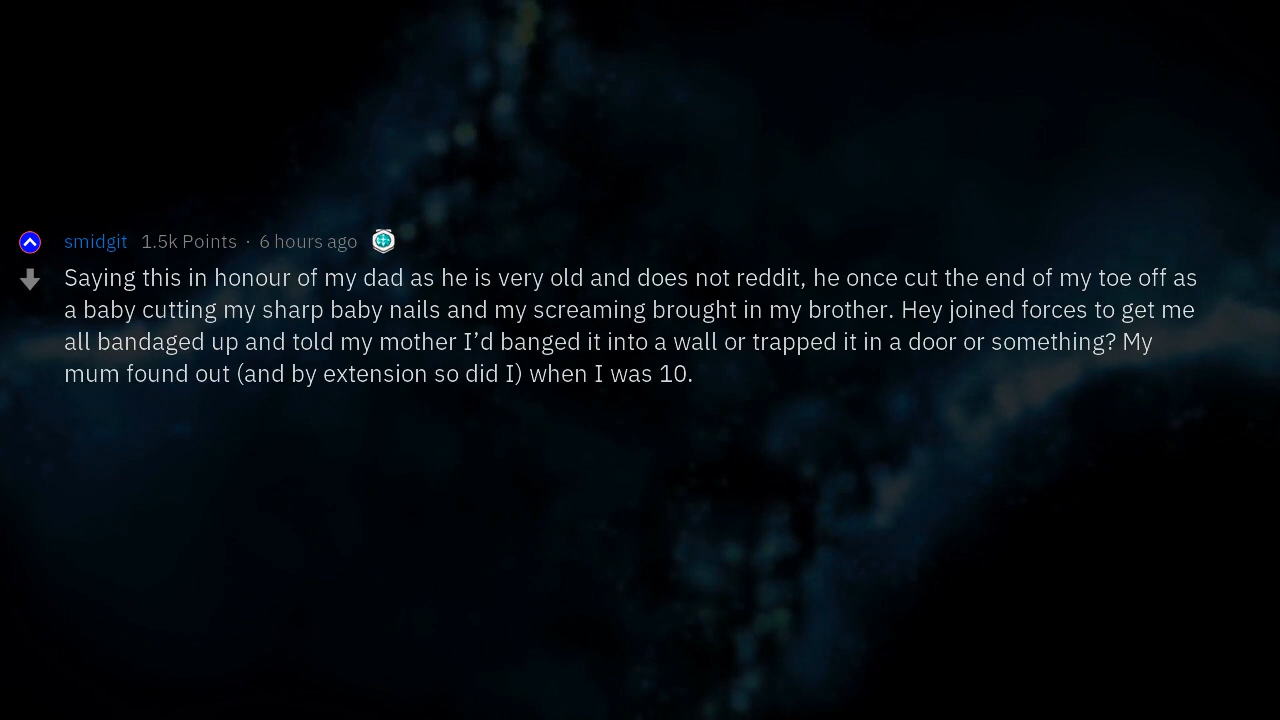 smidgit 1.5k Points · 6 hours ago
Saying this in honour of my dad as he is very old and does not reddit, he once cut the end of my toe off as
a baby cutting my sharp baby nails and my screaming brought in my brother. Hey joined forces to get me
all bandaged up and told my mother I’d banged it into a wall or trapped it in a door or something? My
mum found out (and by extension so did I) when I was 10.